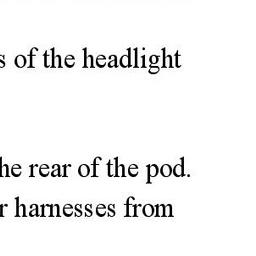 s of the headlight
he rear of the pod.
r harnesses from